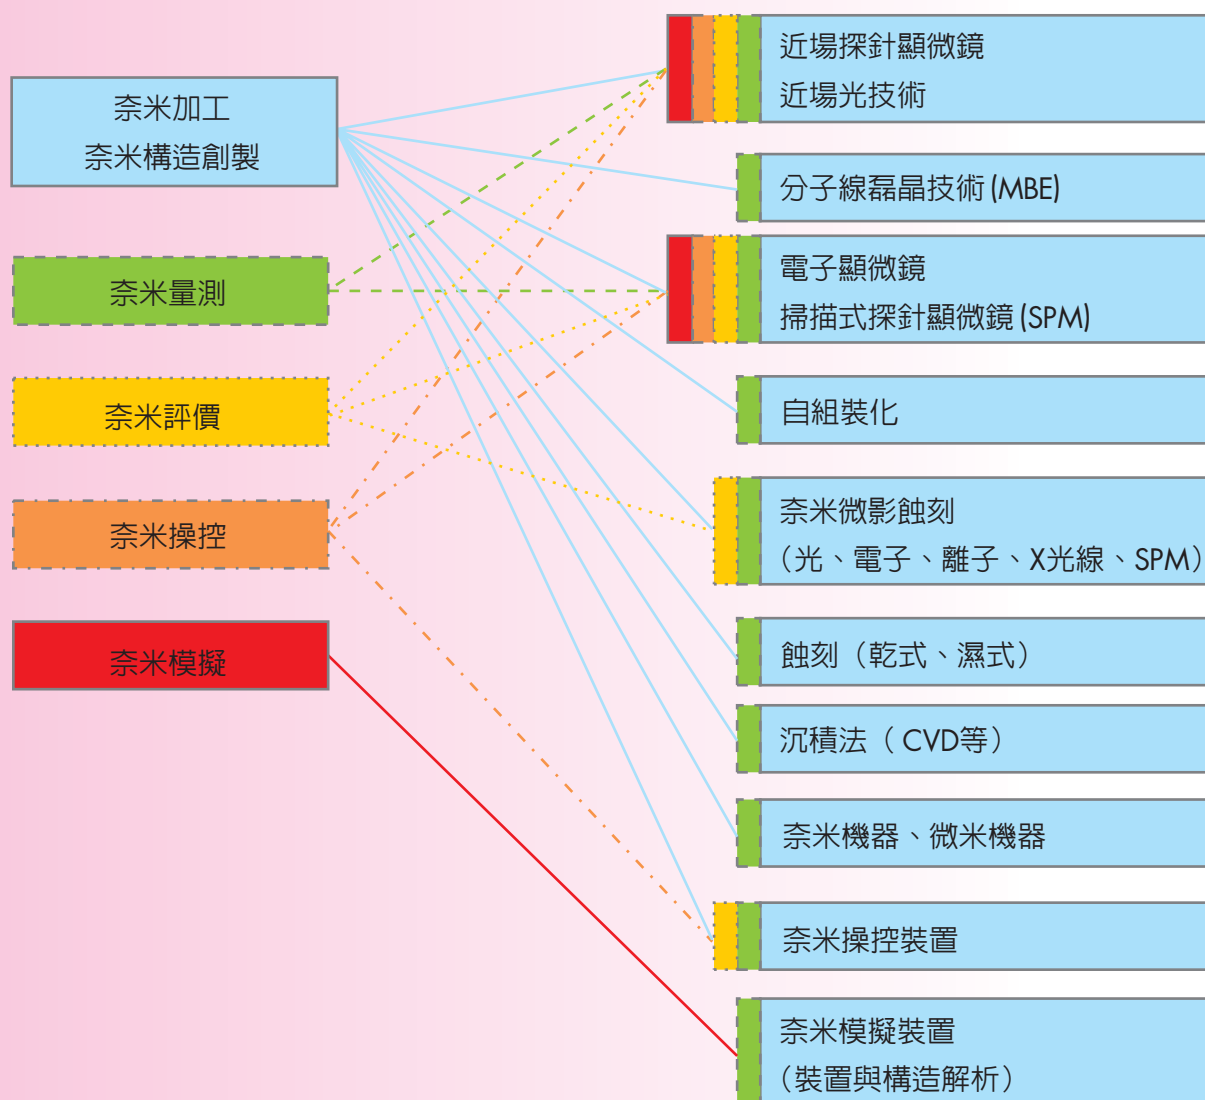 奈米加工
奈米構造創製
奈米量測
奈米評價
奈米操控
奈米模擬
近場探針顯微鏡
近場光技術
分子線磊晶技術(MBE)
電子顯微鏡
掃描式探針顯微鏡(SPM)
自組裝化
奈米微影蝕刻
（光、電子、離子、X光線、SPM）
蝕刻（乾式、濕式）
沉積法（CVD等）
奈米機器、微米機器
奈米操控裝置
奈米模擬裝置
（裝置與構造解析）